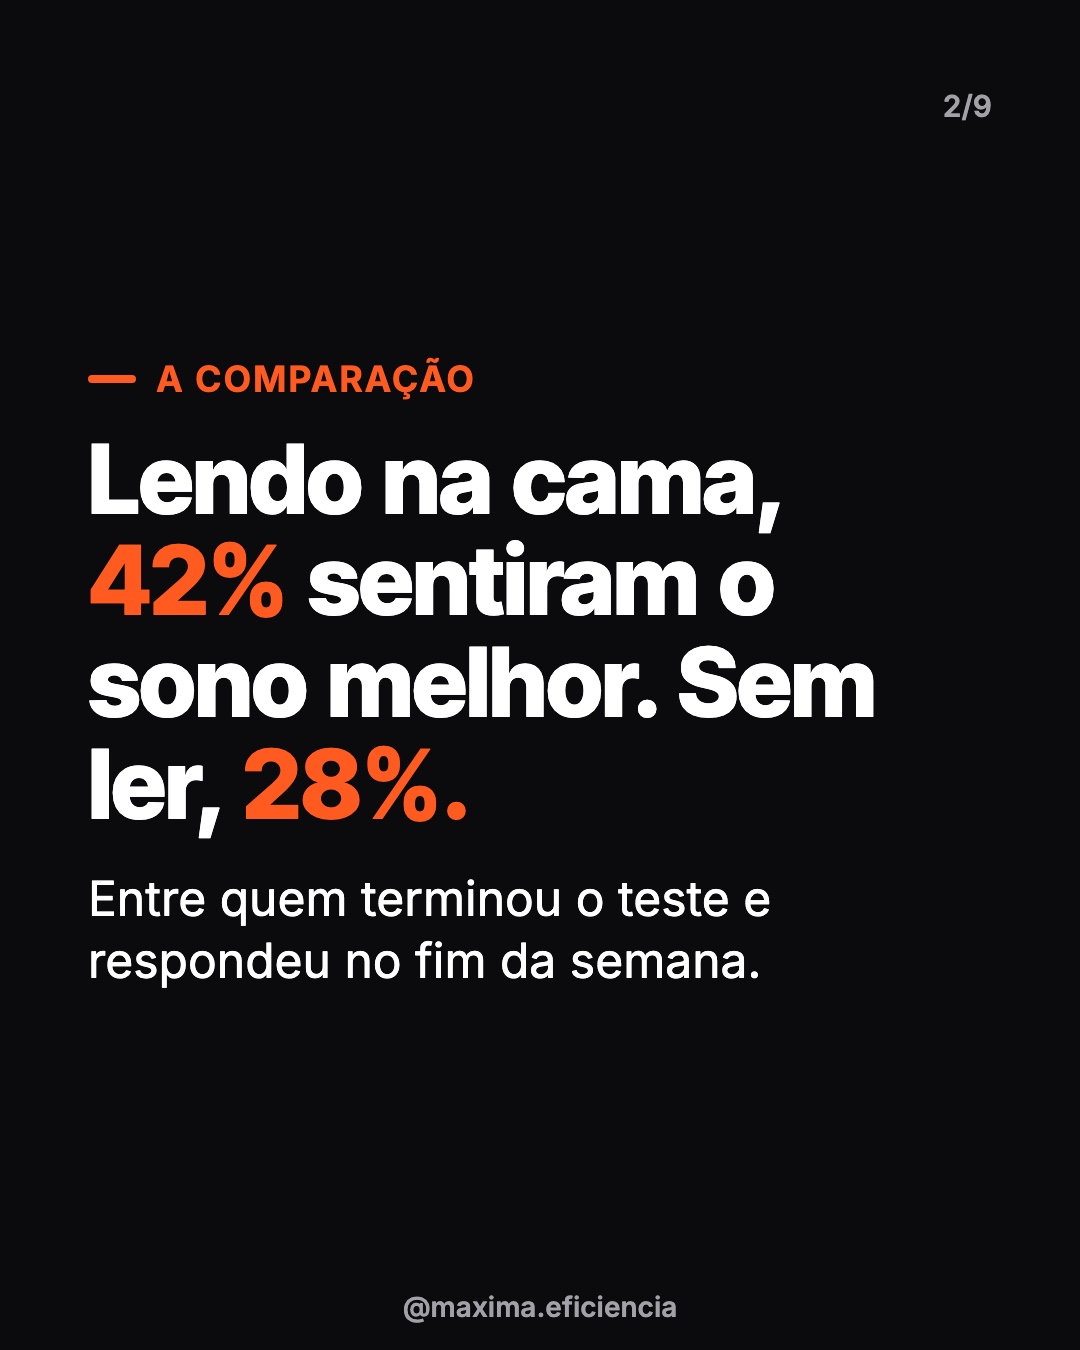 2/9
A COMPARAÇÃO
Lendo na cama,
42% sentiram o
sono melhor. Sem
ler, 28%.
Entre quem terminou o teste e
respondeu no fim da semana.
@maxima.eficiencia